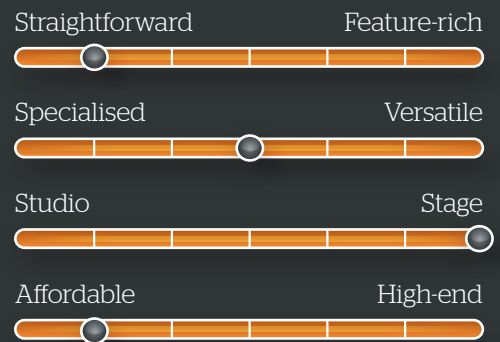 Straightforward Feature-rich
Specialised Versatile
Studio Stage
Affordable High-end